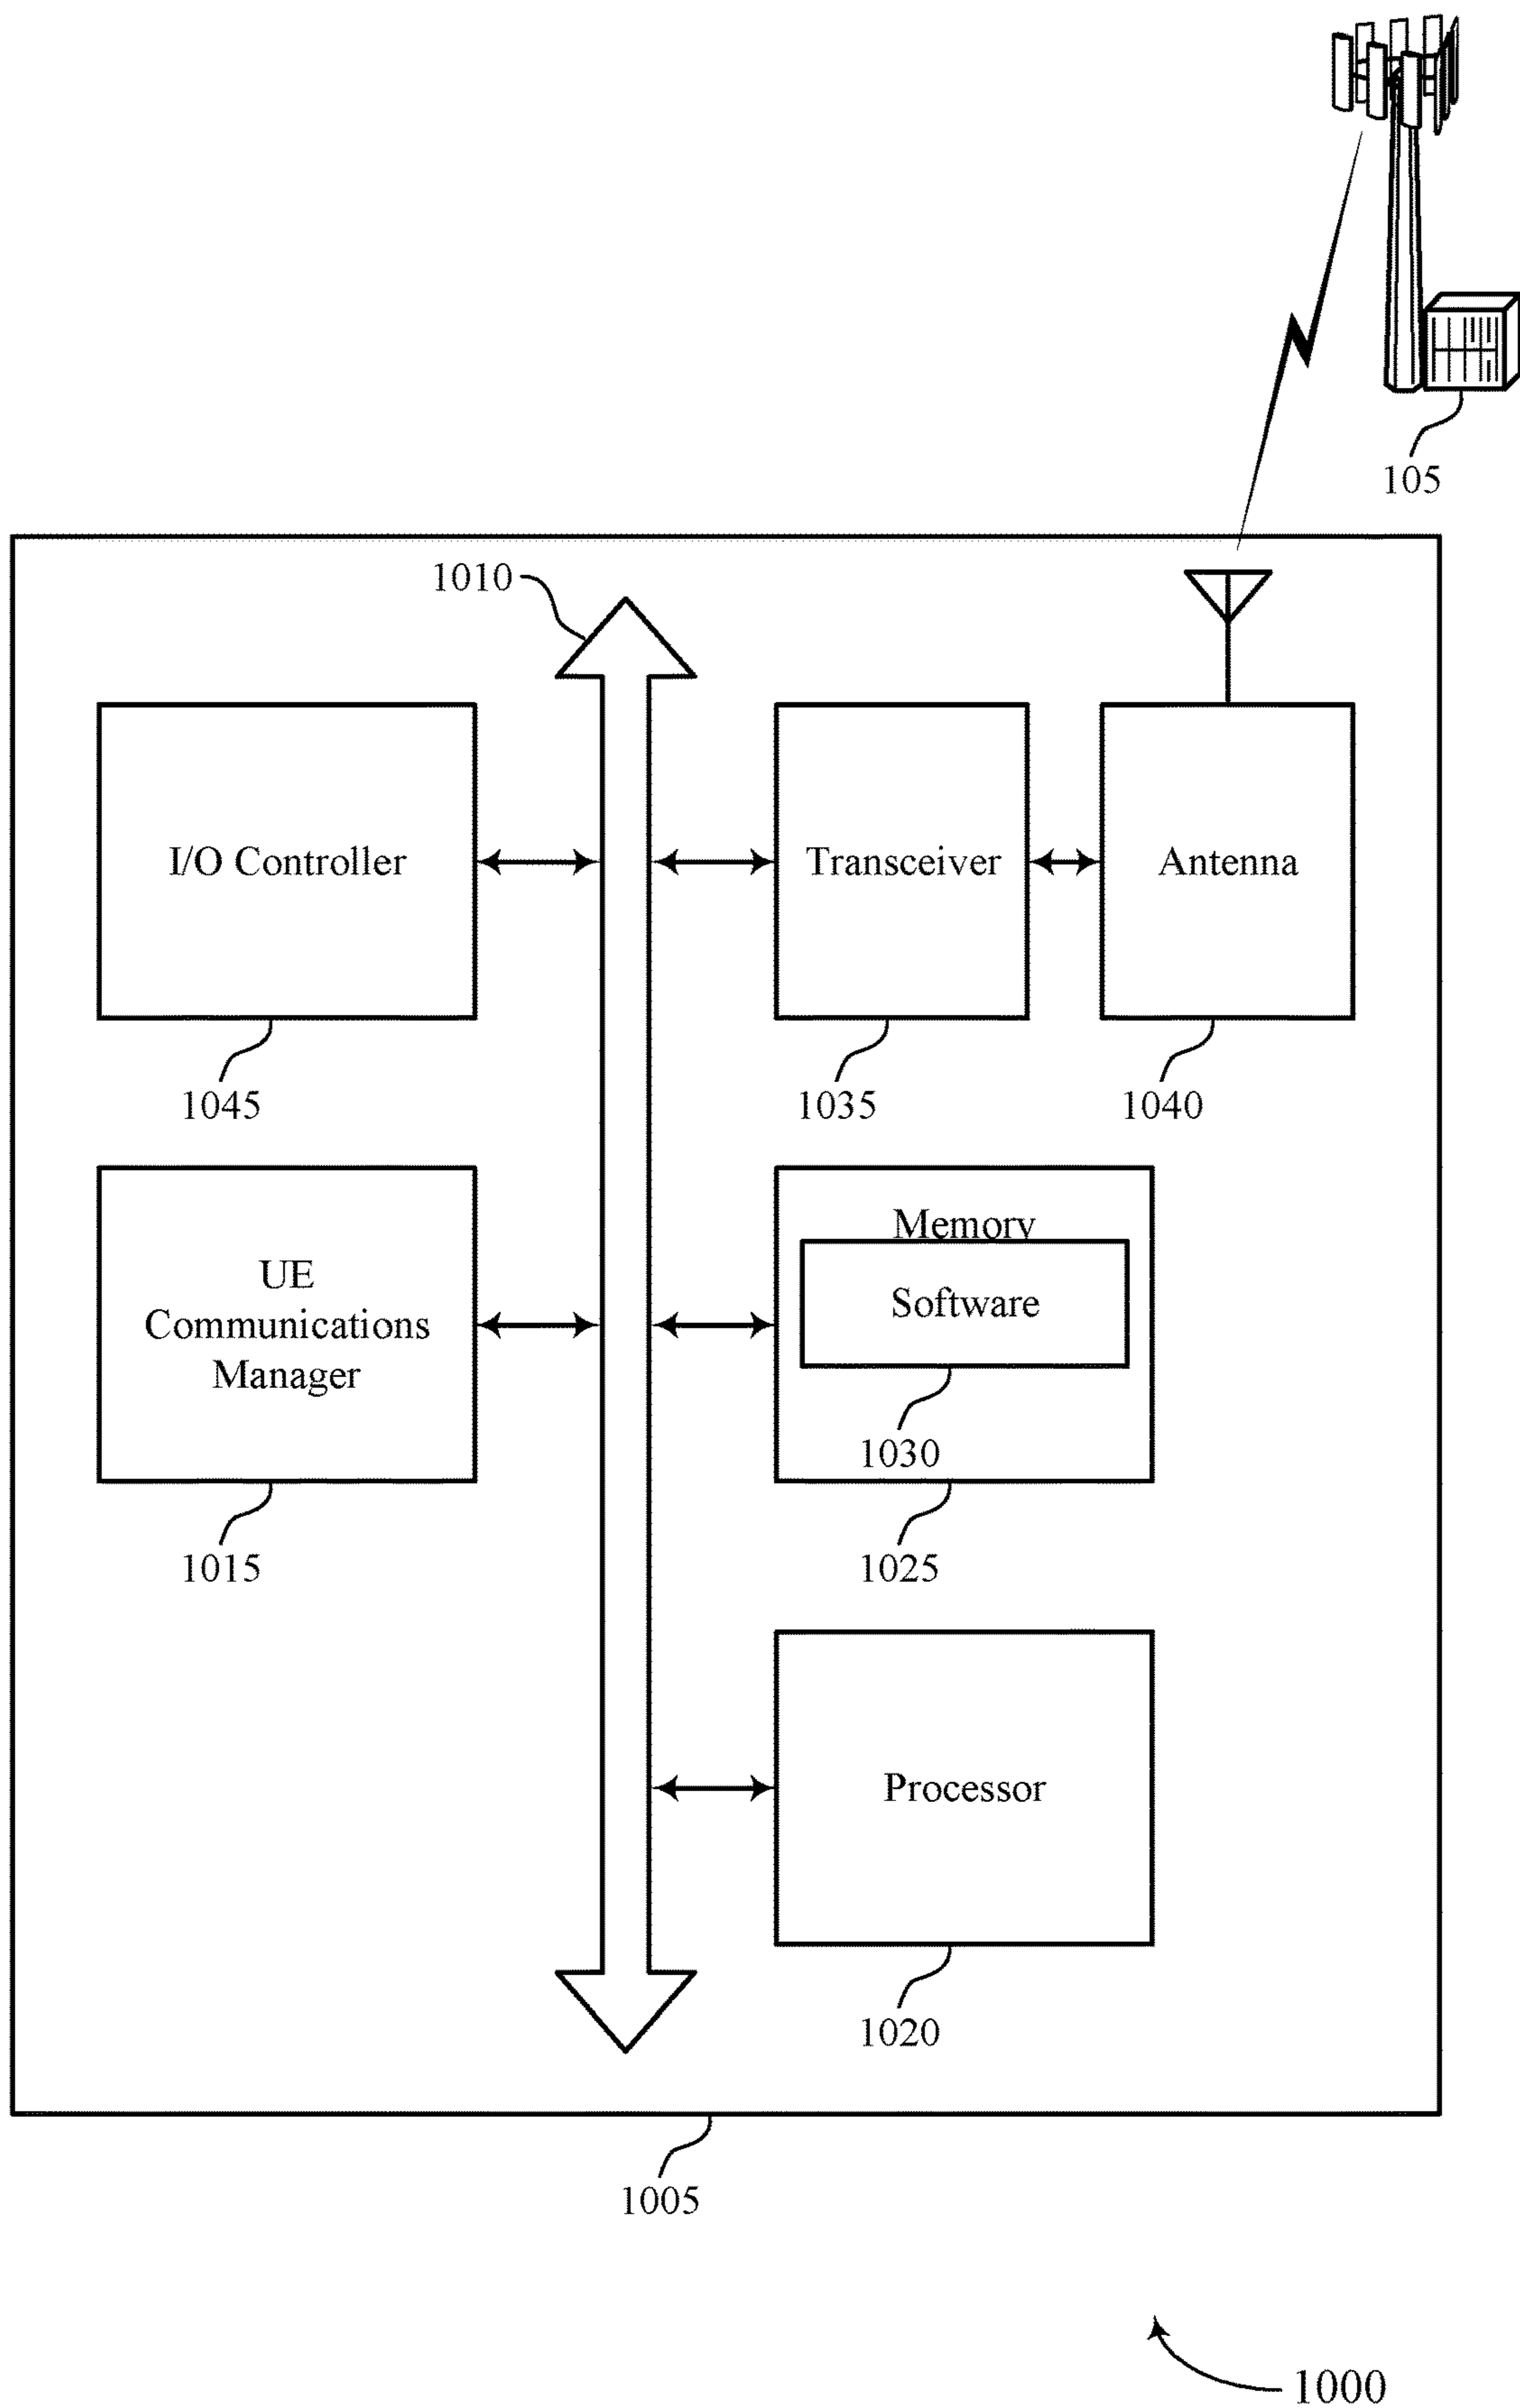 105
1010
I/O Controller
Transceiver
Antenna
1045
1035
1040
UE
Communications
Manager
Memory
Software
1030
1015
1025
Processor
1020
1005
1000